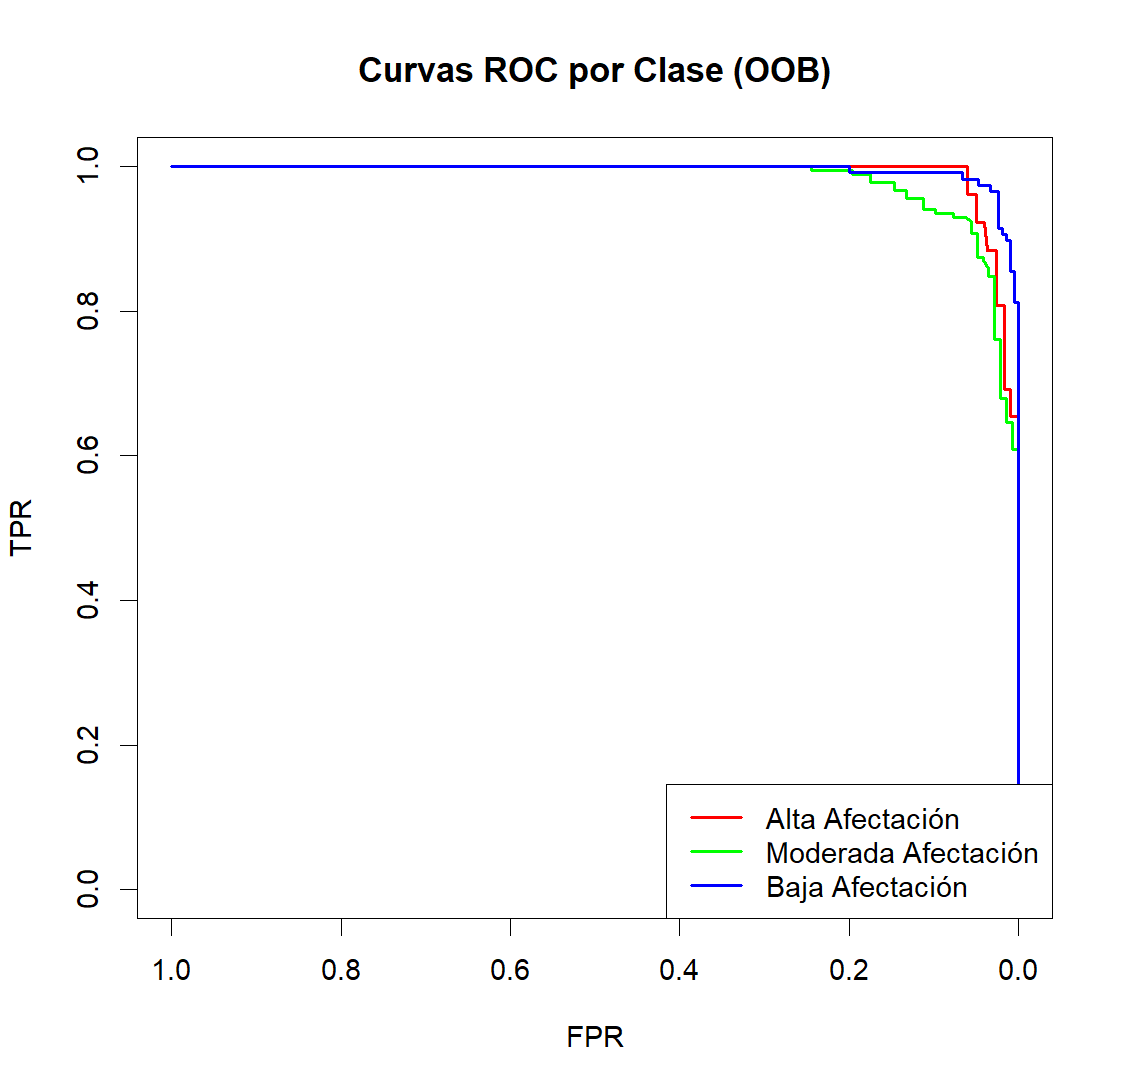 Curvas ROC por Clase (OOB)
1.0
0.8
0.6
0.4
0.2
0.0
TPR
Alta Afectación
Moderada Afectación
Baja Afectación
1.0 0.8 0.6 0.4 0.2 0.0
FPR